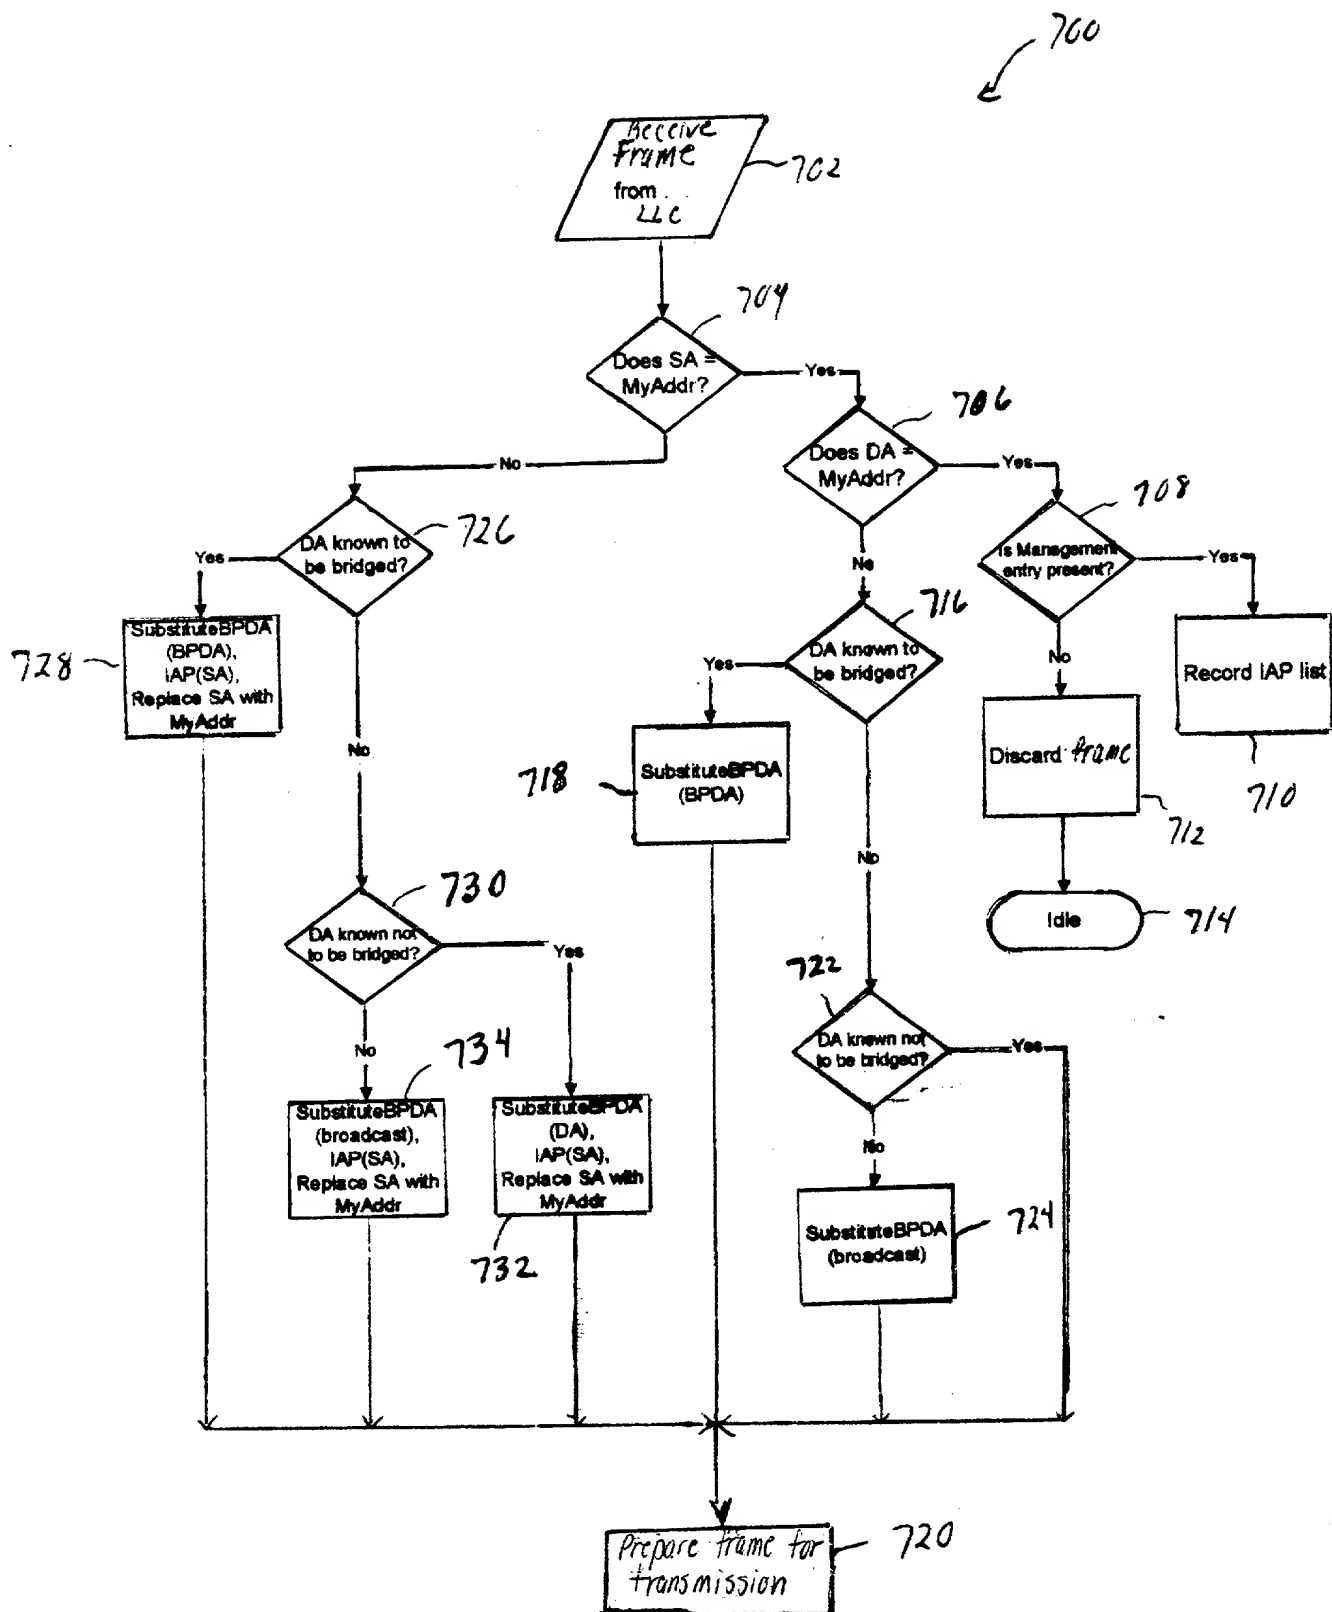 700
Receive
Frame
from
LLC
702
704
Does SA =
MyAddr?
Yes
706
Does DA =
MyAddr?
Yes
No
708
Is Management
entry present?
Yes
No
726
DA known to
be bridged?
Yes
No
716
DA known to
be bridged?
Yes
No
728
SubstituteBPDA
(BPDA),
IAP(SA),
Replace SA with
MyAddr
Record IAP list
710
No
718
SubstituteBPDA
(BPDA)
Discard frame
712
No
730
DA known not
to be bridged?
Yes
No
Idle
714
722
DA known not
to be bridged?
Yes
No
734
SubstituteBPDA
(broadcast),
IAP(SA),
Replace SA with
MyAddr
SubstituteBPDA
(DA),
IAP(SA),
Replace SA with
MyAddr
732
SubstituteBPDA
(broadcast)
724
Prepare frame for
transmission
720